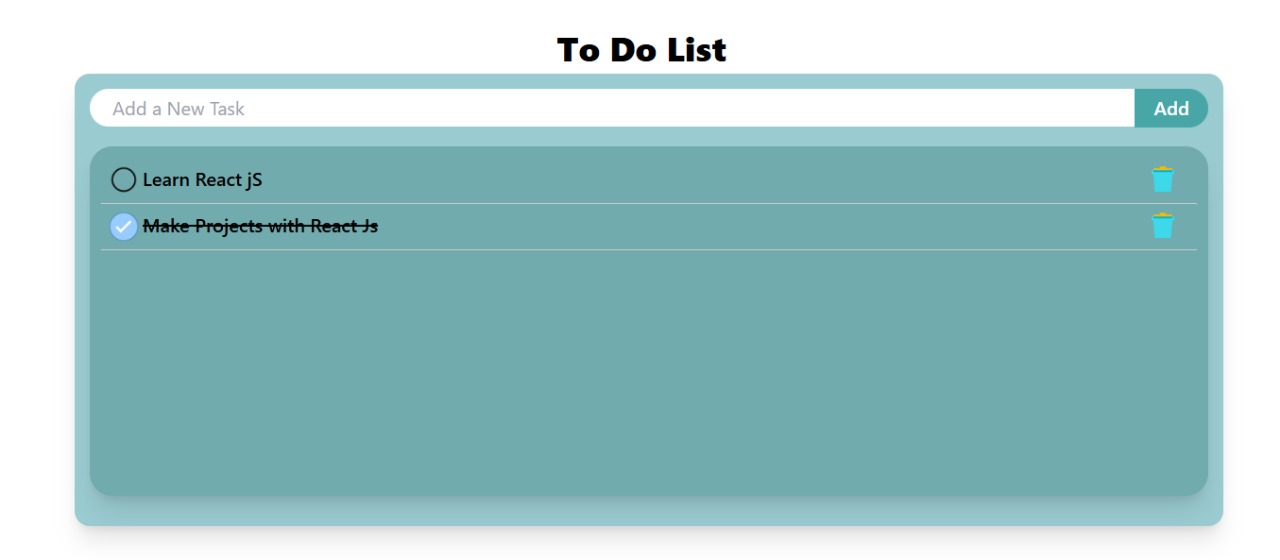 To Do List
Add a New Task
Add
Learn React jS
Make Projects with React Js